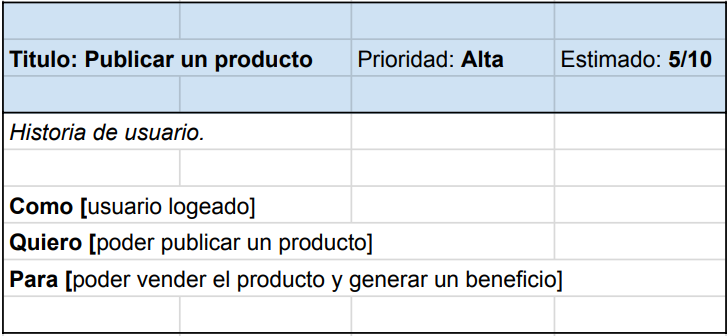 Titulo: Publicar un producto Prioridad: Alta Estimado: 5/10
Historia de usuario.
Como [usuario logeado]
Quiero [poder publicar un producto]
Para [poder vender el producto y generar un beneficio]